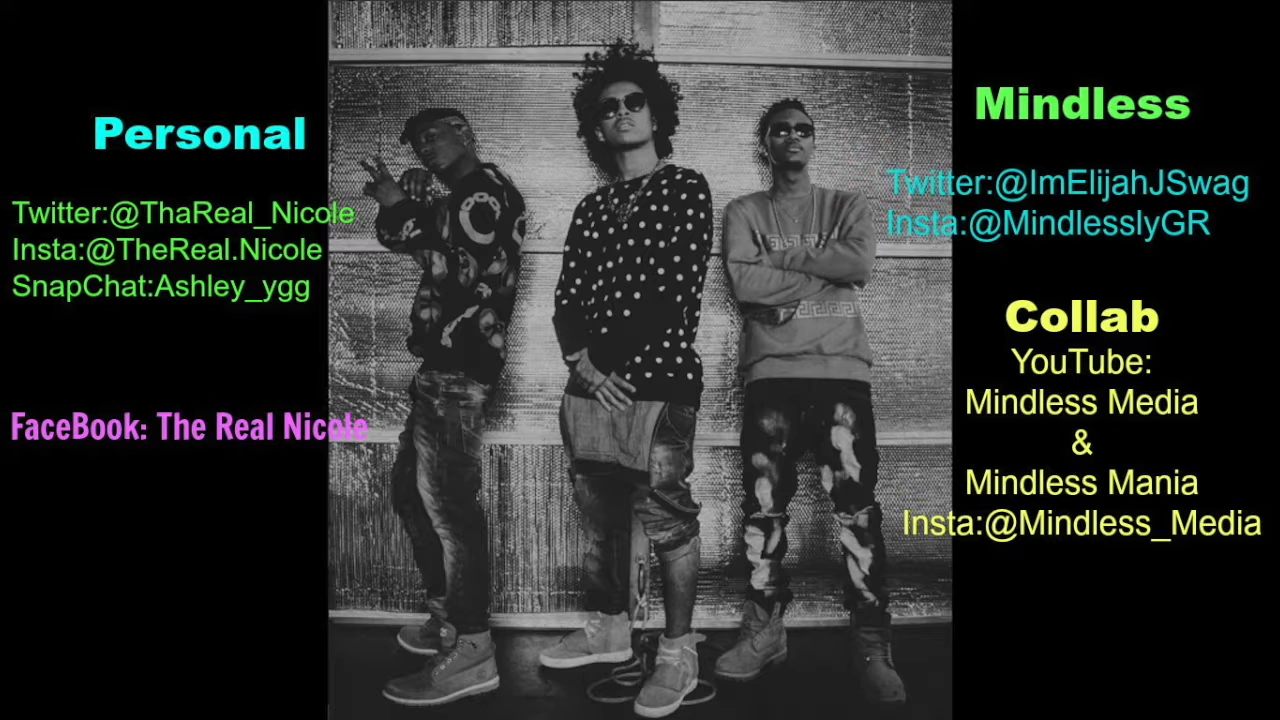 Personal
Twitter:@ThaReal_Nicole
Insta:@TheReal.Nicole
SnapChat:Ashley_ygg
FaceBook: The Real Nicole
Mindless
Twitter:@ImElijahJSwag
Insta:@MindlesslyGR
Collab
YouTube:
Mindless Media
&
Mindless Mania
Insta:@Mindless_Media